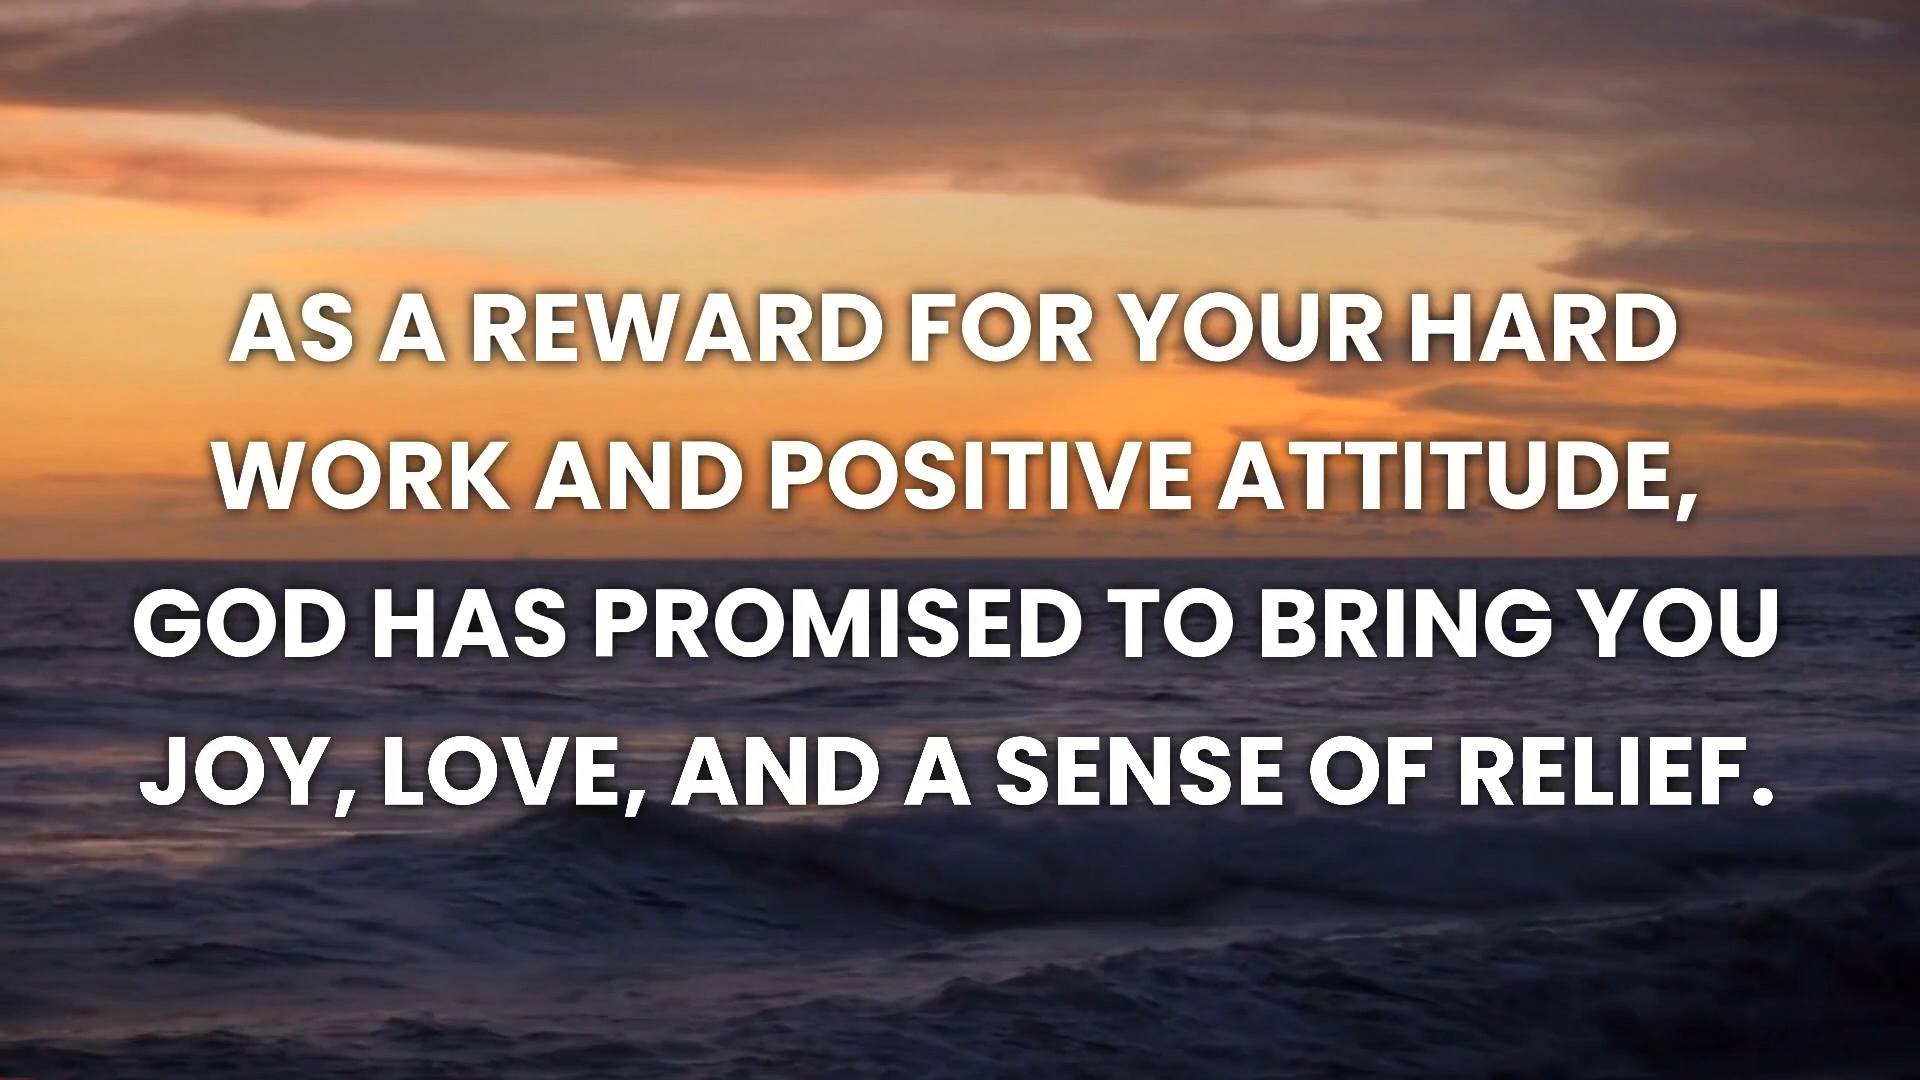 AS A REWARD FOR YOUR HARD
WORK AND POSITIVE ATTITUDE,
GOD HAS PROMISED TO BRING YOU
JOY, LOVE, AND A SENSE OF RELIEF.